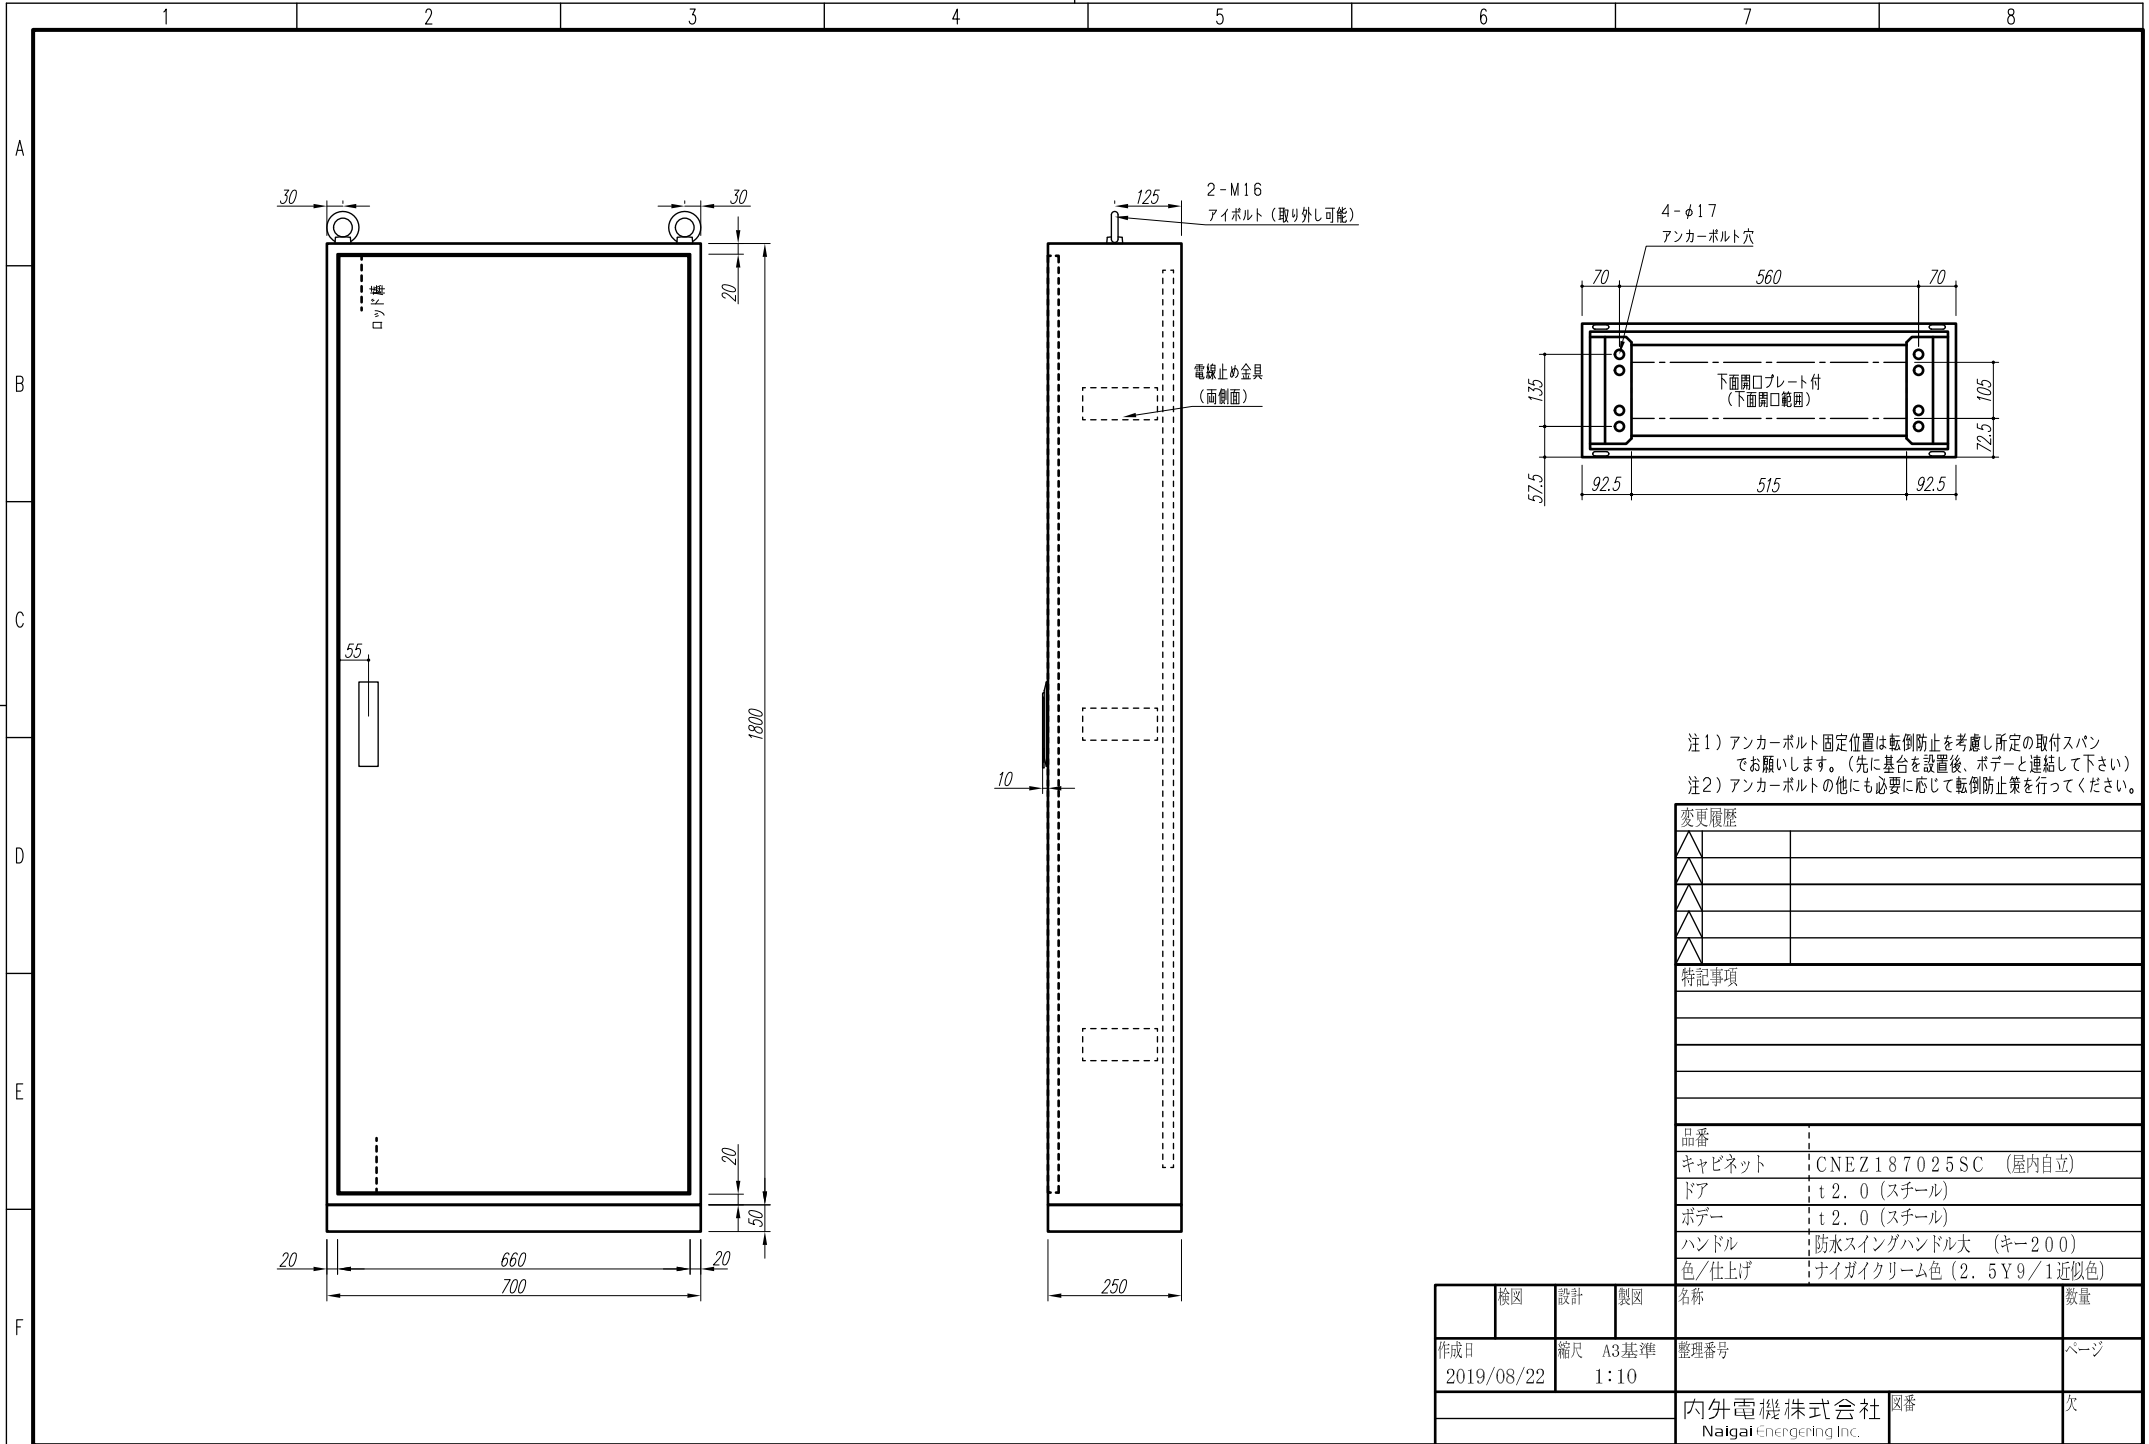 1 2 3 4 5 6 7 8
A
B
C
D
E
F
30
30
20
ロッド棒
55
1800
20
50
20
660
20
700
125
2-M16
アイボルト（取り外し可能）
電線止め金具
（両側面）
10
250
4-φ17
アンカーボルト穴
70
560
70
135
57.5
下面開口プレート付
（下面開口範囲）
105
72.5
92.5
515
92.5
注1）アンカーボルト固定位置は転倒防止を考慮し所定の取付スパン
でお願いします。（先に基台を設置後、ボデーと連結して下さい）
注2）アンカーボルトの他にも必要に応じて転倒防止策を行ってください。
変更履歴
特記事項
品番
キャビネット CNEZ187025SC （屋内自立）
ドア t2.0（スチール）
ボデー t2.0（スチール）
ハンドル 防水スイングハンドル大 （キー200）
色／仕上げ ナイガイクリーム色（2.5Y9／1近似色）
検図 設計 製図 名称 数量
作成日 縮尺 A3基準 整理番号 ページ
2019/08/22 1:10
内外電機株式会社 図番 欠
Naigai Energering Inc.